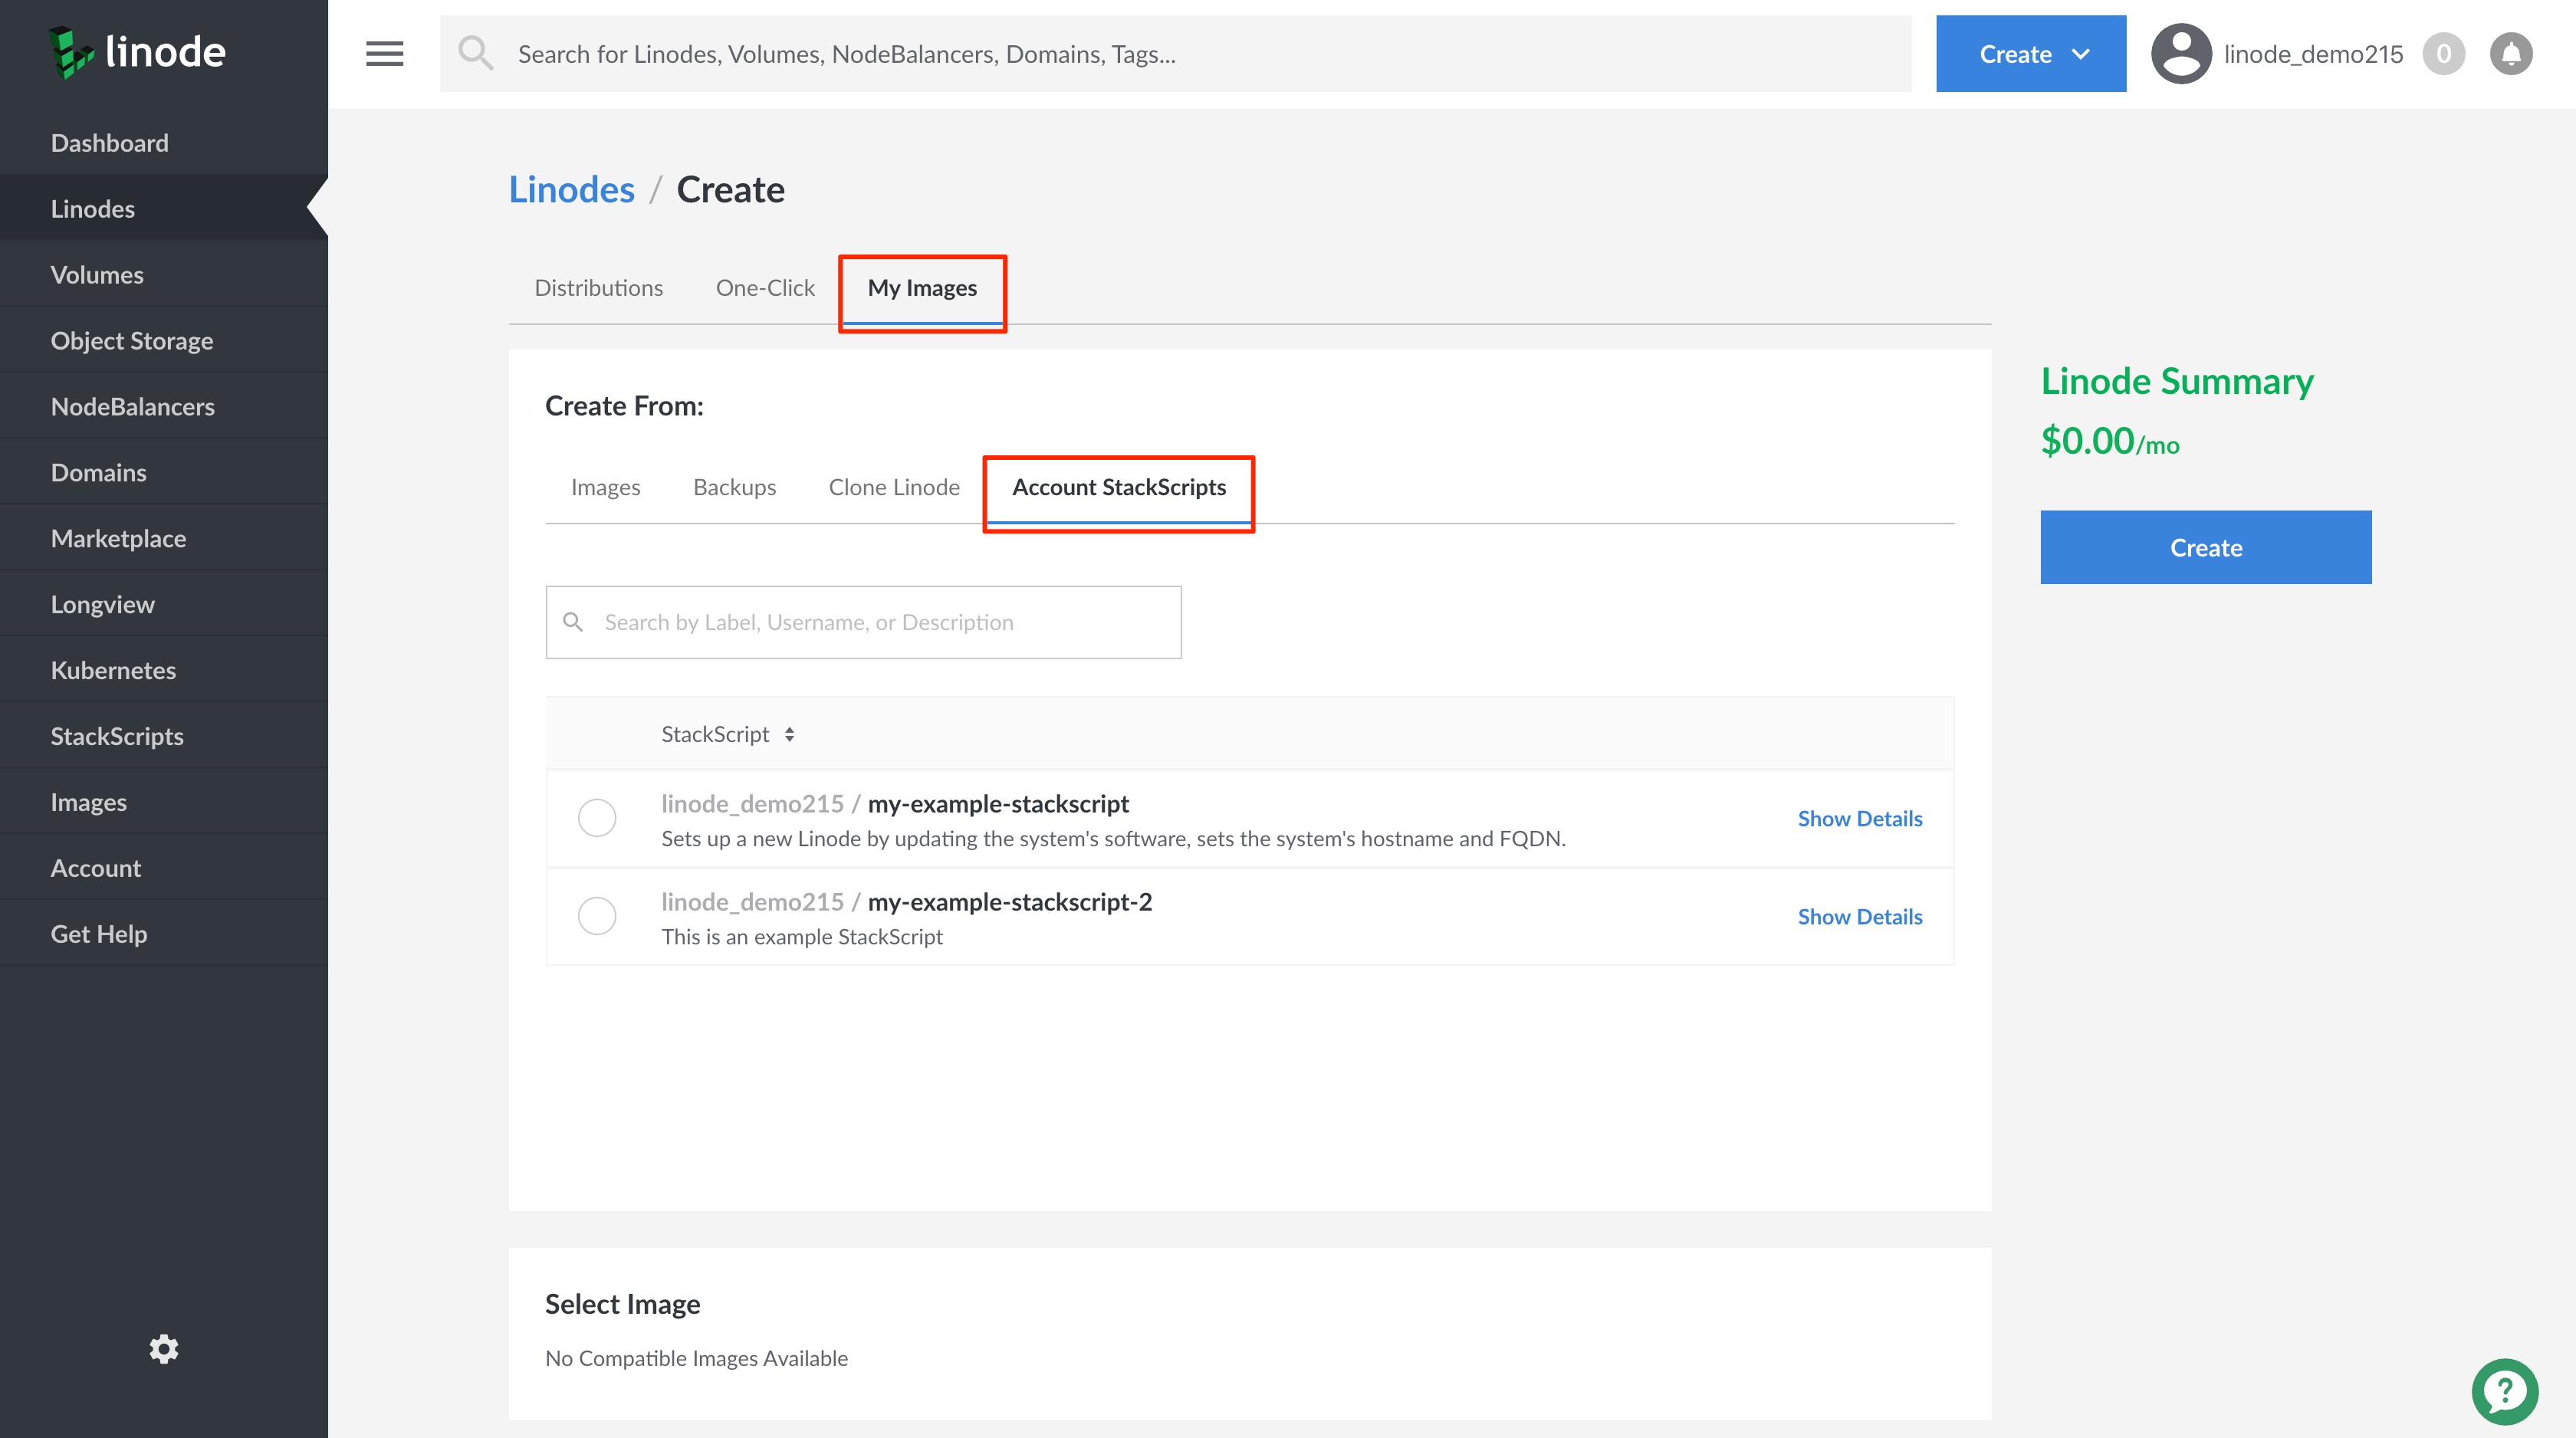 linode
Search for Linodes, Volumes, NodeBalancers, Domains, Tags...
Create
linode_demo215
0
Dashboard
Linodes
Volumes
Object Storage
NodeBalancers
Domains
Marketplace
Longview
Kubernetes
StackScripts
Images
Account
Get Help
Linodes / Create
Distributions One-Click My Images
Create From:
Images Backups Clone Linode Account StackScripts
Search by Label, Username, or Description
StackScript
linode_demo215 / my-example-stackscript
Sets up a new Linode by updating the system's software, sets the system's hostname and FQDN.
Show Details
linode_demo215 / my-example-stackscript-2
This is an example StackScript
Show Details
Select Image
No Compatible Images Available
Linode Summary
$0.00/mo
Create
?